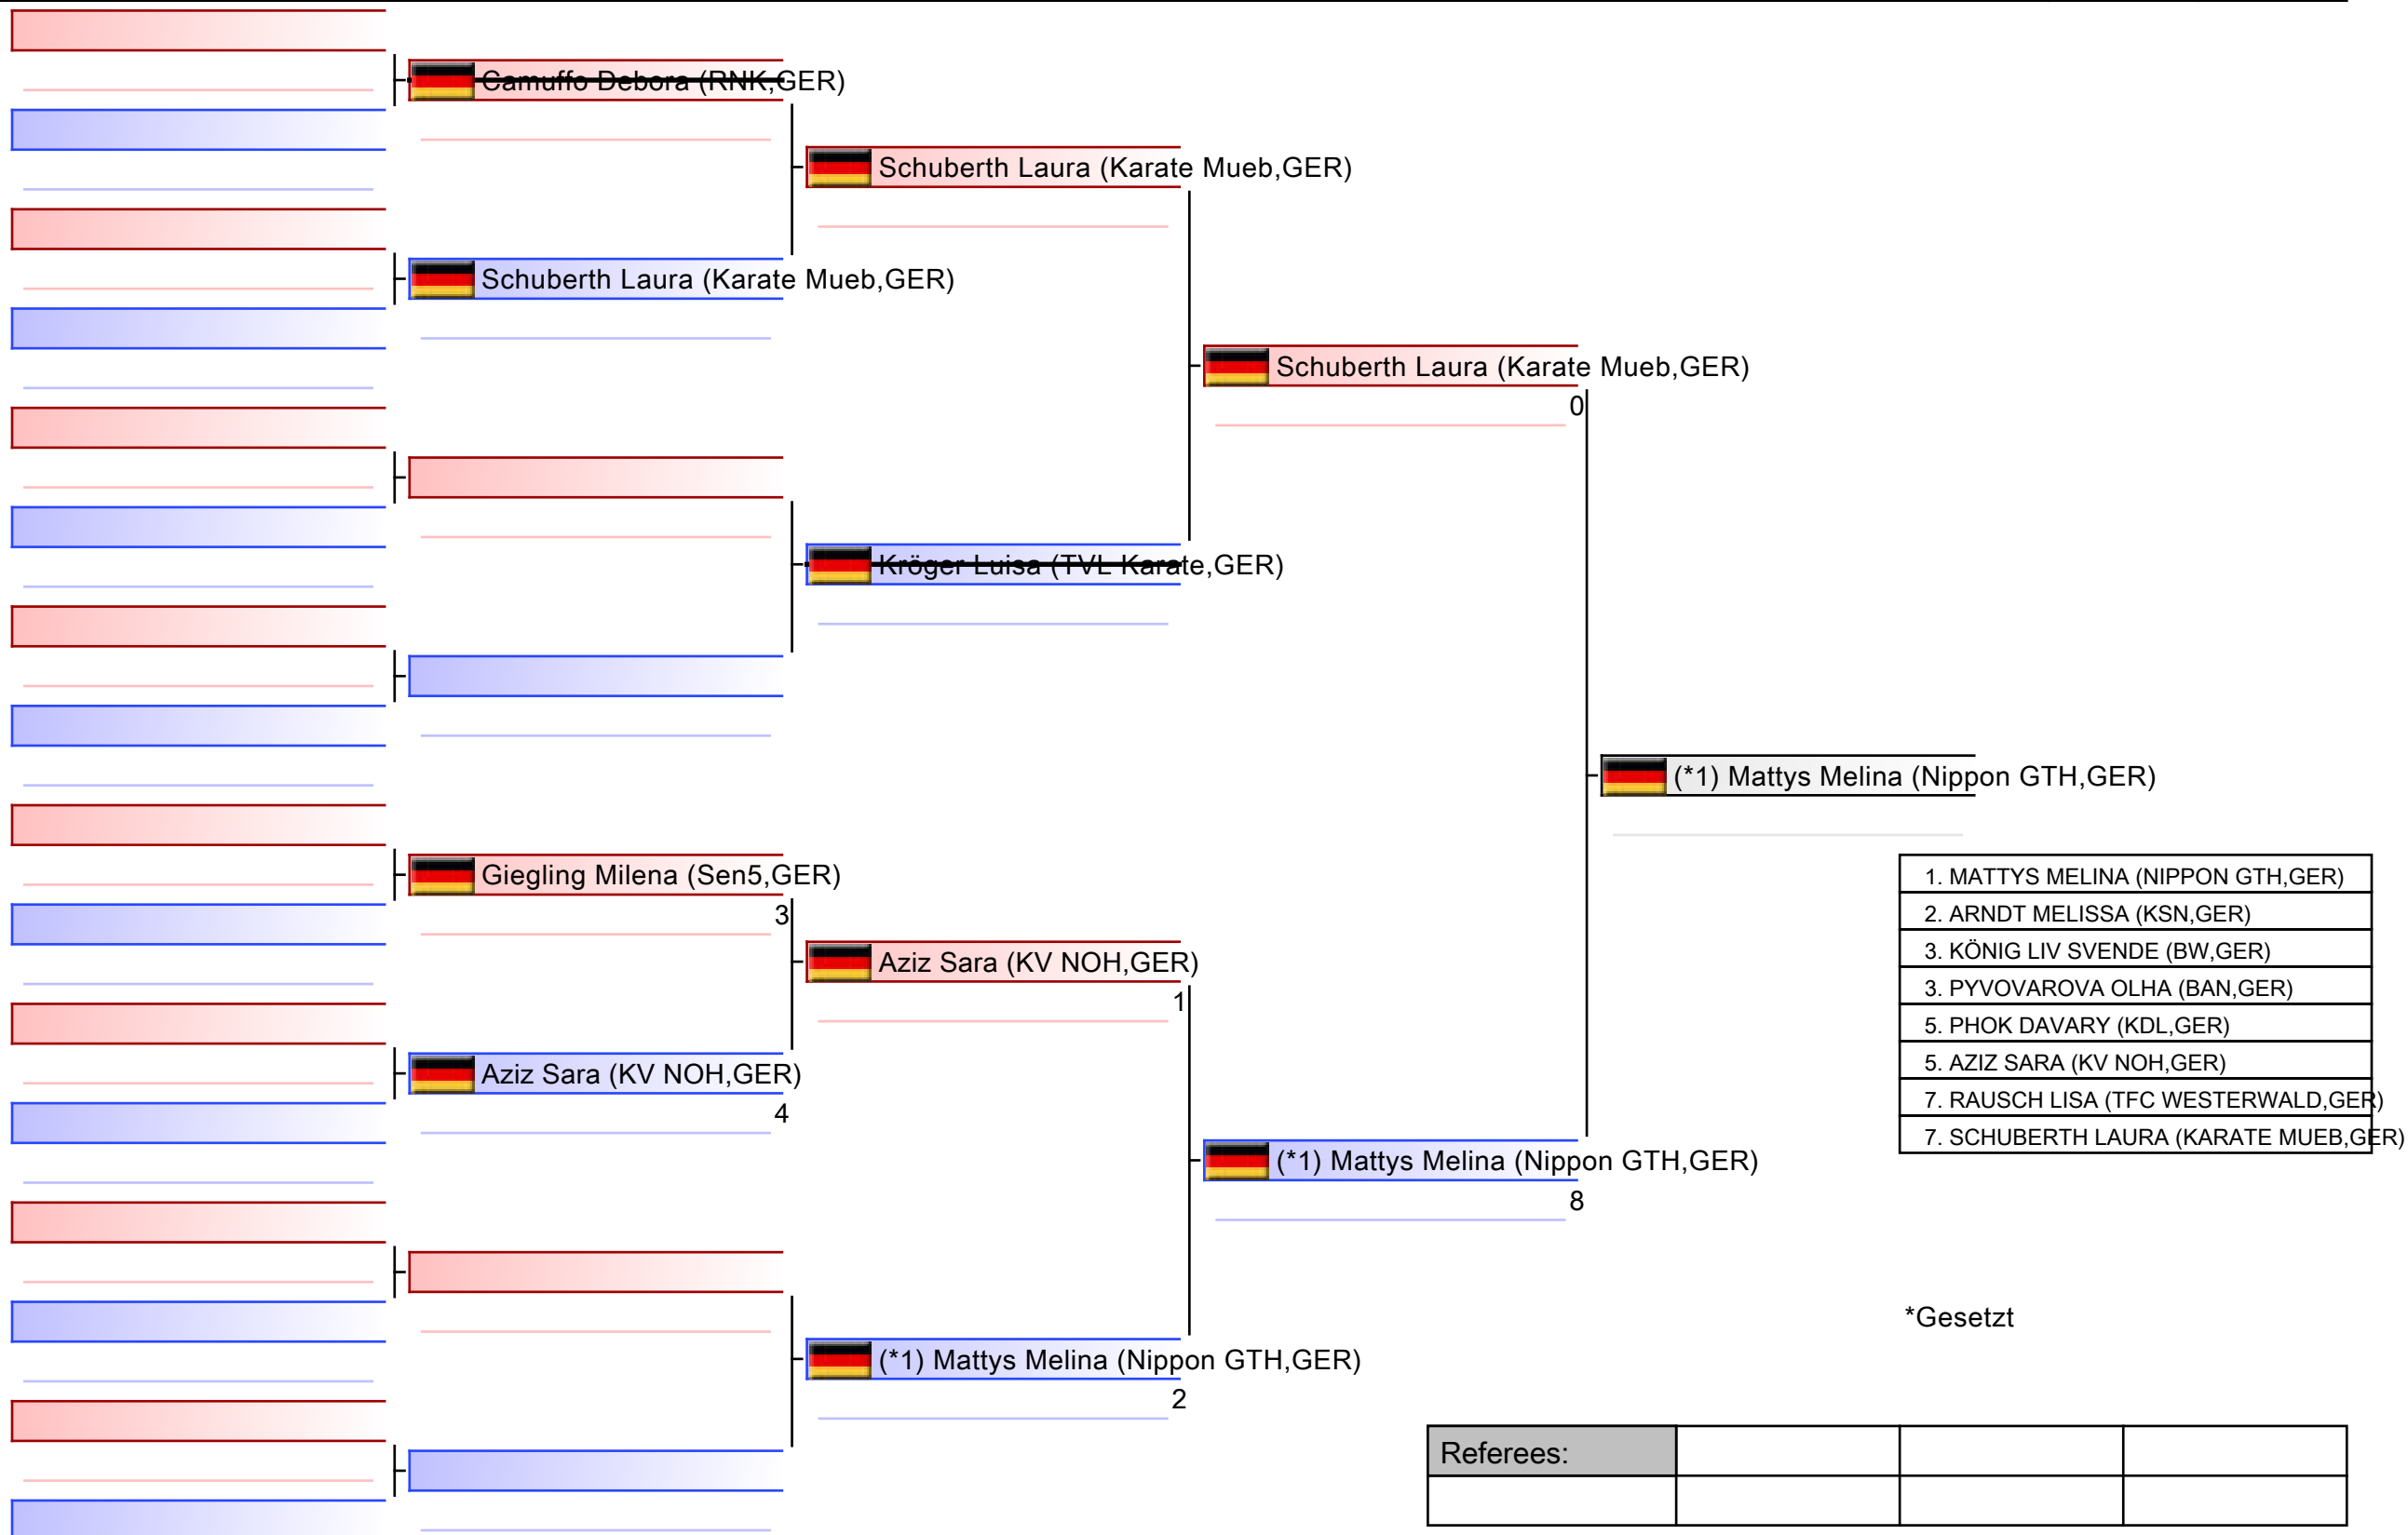 Camuffo Debora (RNK,GER)
Schuberth Laura (Karate Mueb,GER)
Schuberth Laura (Karate Mueb,GER)
Schuberth Laura (Karate Mueb,GER)
0
Kröger Luisa (TVL Karate,GER)
(*1) Mattys Melina (Nippon GTH,GER)
Giegling Milena (Sen5,GER)
3
Aziz Sara (KV NOH,GER)
1
Aziz Sara (KV NOH,GER)
4
(*1) Mattys Melina (Nippon GTH,GER)
8
(*1) Mattys Melina (Nippon GTH,GER)
2
1. MATTYS MELINA (NIPPON GTH,GER)
2. ARNDT MELISSA (KSN,GER)
3. KÖNIG LIV SVENDE (BW,GER)
3. PYVOVAROVA OLHA (BAN,GER)
5. PHOK DAVARY (KDL,GER)
5. AZIZ SARA (KV NOH,GER)
7. RAUSCH LISA (TFC WESTERWALD,GER)
7. SCHUBERTH LAURA (KARATE MUEB,GER)
*Gesetzt
Referees: